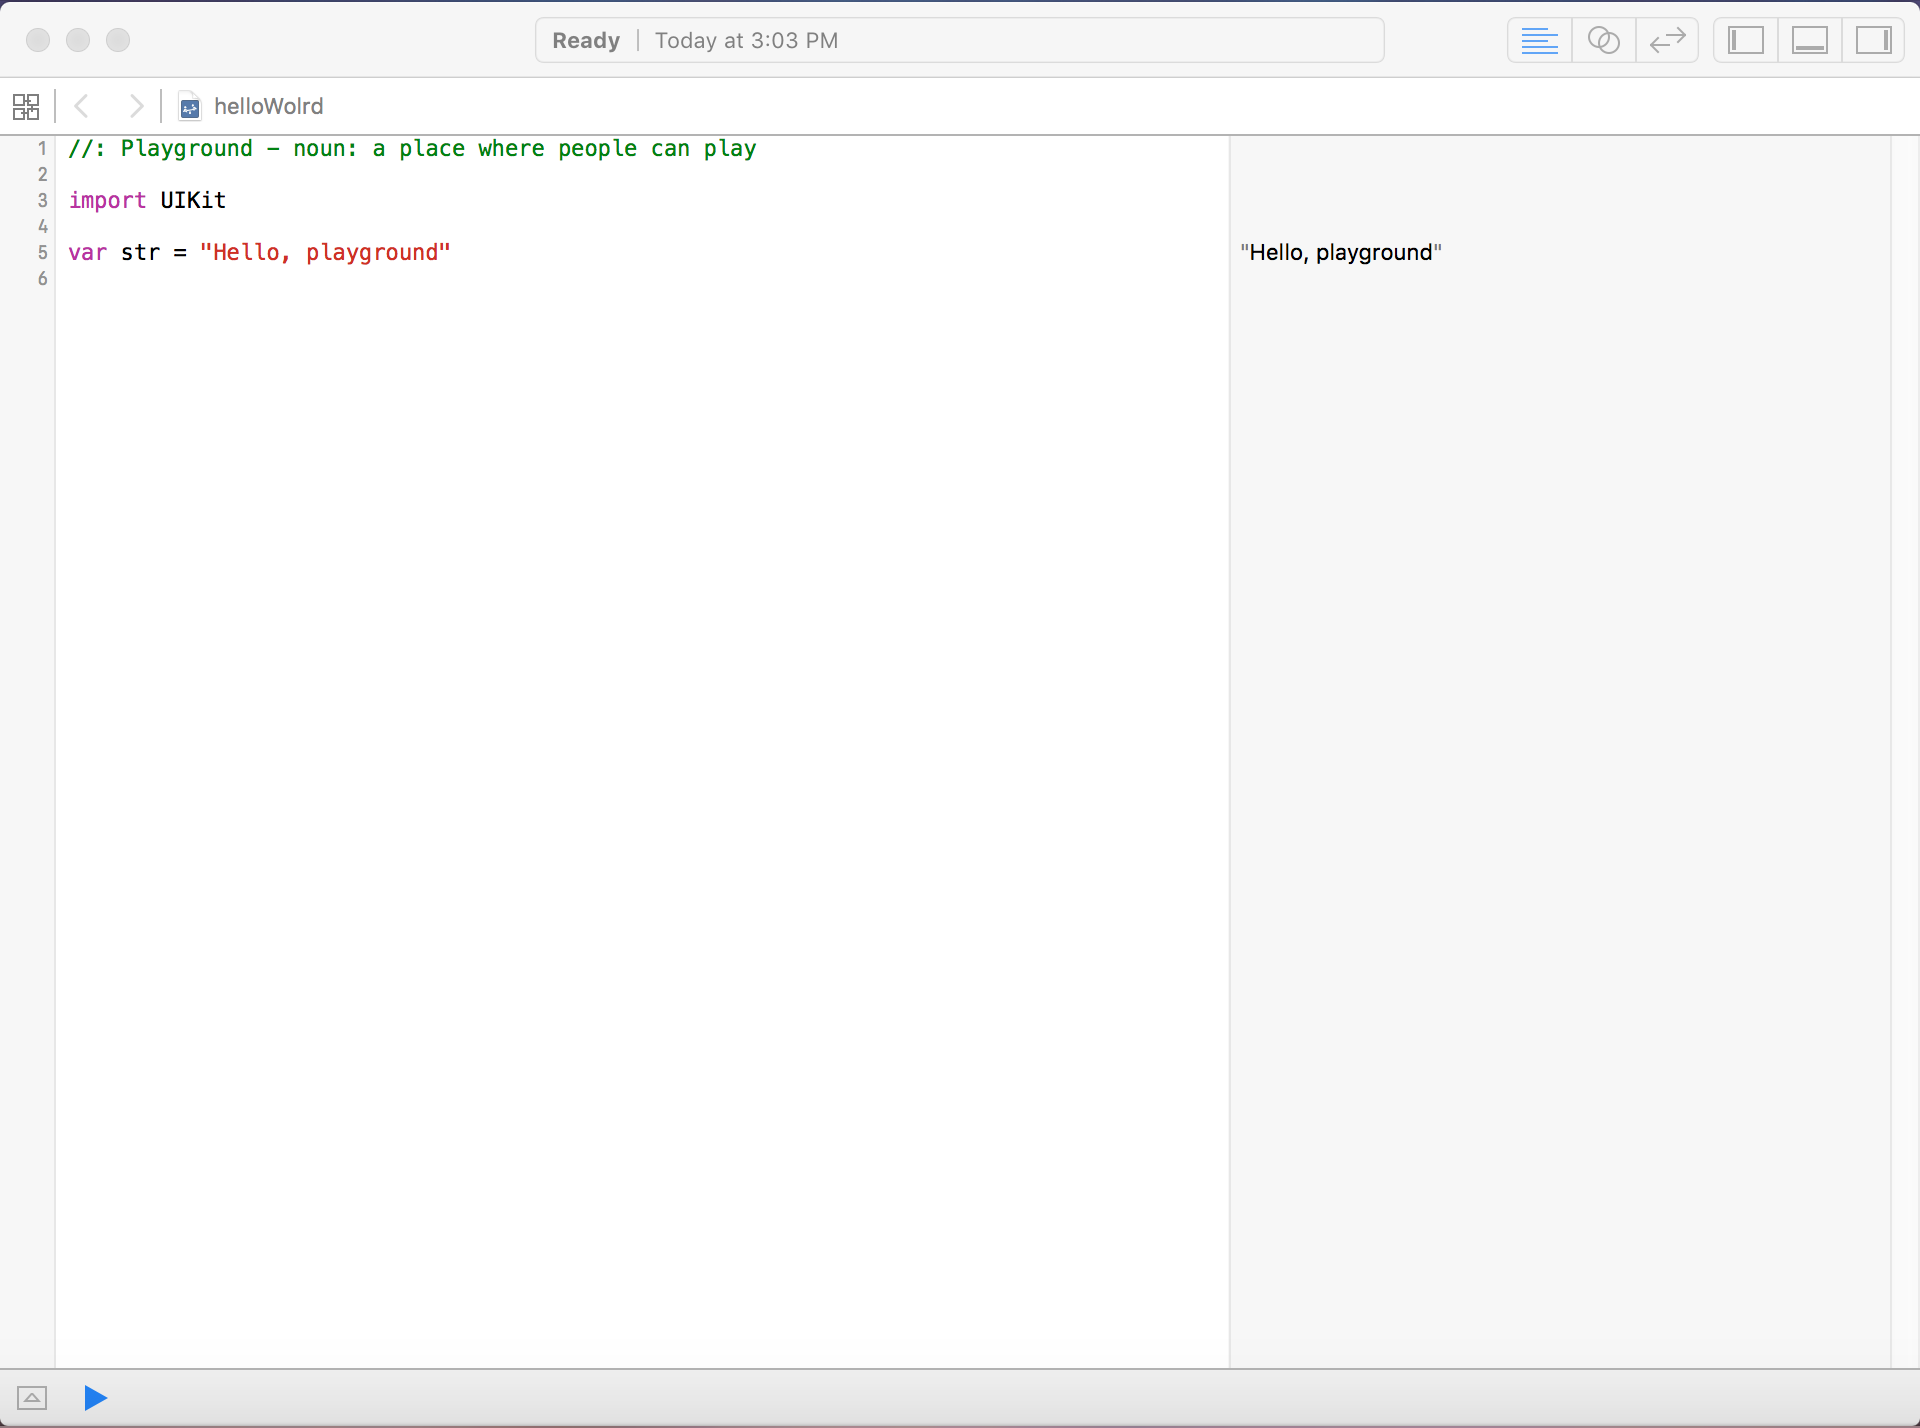 Ready | Today at 3:03 PM
helloWolrd
1 //: Playground - noun: a place where people can play
2
3 import UIKit
4
5 var str = "Hello, playground" "Hello, playground"
6